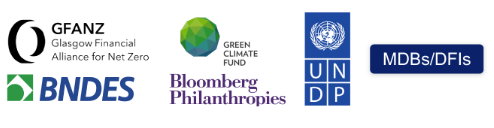 GFANZ
Glasgow Financial
Alliance for Net Zero
BNDES
GREEN
CLIMATE
FUND
Bloomberg
Philanthropies
U N
D P
MDBs/DFIs